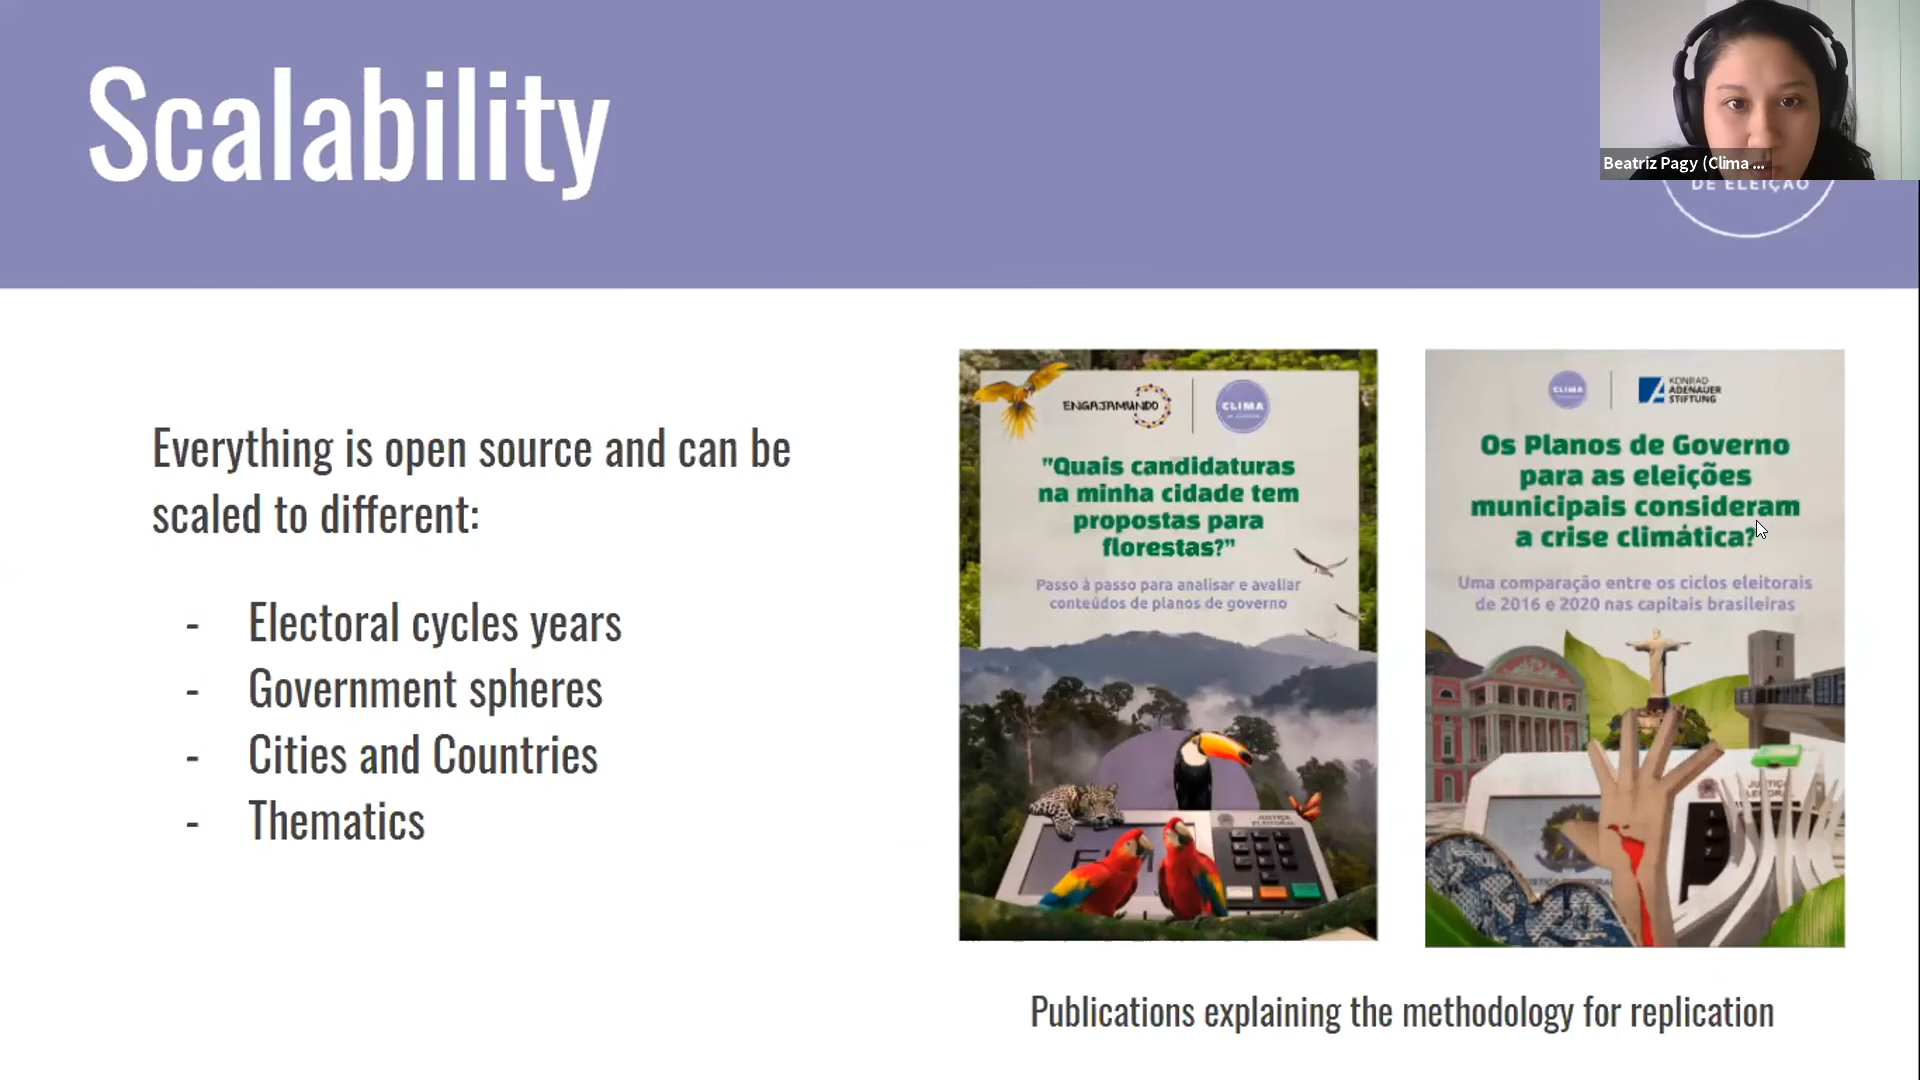 Scalability
Beatriz Pagy (Clima ...
DE ELEIÇÃO
Everything is open source and can be
scaled to different:
- Electoral cycles years
- Government spheres
- Cities and Countries
- Thematics
ENGAJAMUNDO
CLIMA
"Quais candidaturas
na minha cidade tem
propostas para
florestas?"
Passo à passo para analisar e avaliar
conteúdos de planos de governo
JUSTIÇA
ELEITORAL
CLIMA
KONRAD
ADENAUER
STIFTUNG
Os Planos de Governo
para as eleições
municipais consideram
a crise climática?
Uma comparação entre os ciclos eleitorais
de 2016 e 2020 nas capitais brasileiras
Publications explaining the methodology for replication